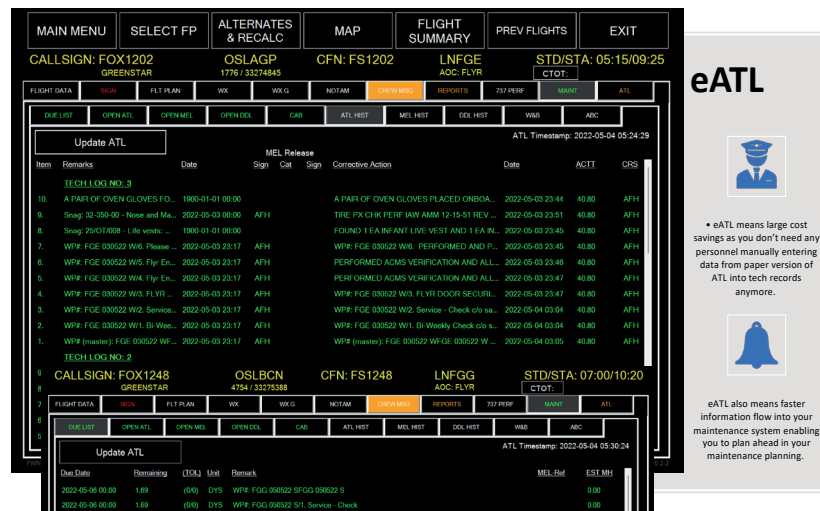 MAIN MENU SELECT FP ALTERNATES & RECALC MAP FLIGHT SUMMARY PREV FLIGHTS EXIT
CALLSIGN: FOX1202 OSLAGP CFN: FS1202 LNFGE STD/STA: 05:15/09:25
GREENSTAR 1776 / 33274845 AOC: FLYR CTOT:
FLIGHT DATA SIGN FLT PLAN WX WX G NOTAM CREW MSG REPORTS 737 PERF MAINT ATL
DUE LIST OPEN ATL OPEN MEL OPEN DDL CAB ATL HIST MEL HIST DDL HIST W&B ABC
Update ATL ATL Timestamp: 2022-05-04 05:24:29
MEL Release
Item Remarks Date Sign Cat Sign Corrective Action Date ACTT CRS
TECH LOG NO: 3
10. A PAIR OF OVEN GLOVES FO... 1900-01-01 00:00 A PAIR OF OVEN GLOVES PLACED ONBOA... 2022-05-03 23:44 40.80 AFH
9. Snag: 32-350-00 - Nose and Ma... 2022-05-03 00:00 AFH TIRE PX CHK PERF IAW AMM 12-15-51 REV ... 2022-05-03 23:51 40.80 AFH
8. Snag: 25/OT/008 - Life vests: ... 1900-01-01 00:00 FOUND 1 EA INFANT LIVE VEST AND 1 EA IN... 2022-05-03 23:45 40.80 AFH
7. WP#: FGE 030522 W/6. Please ... 2022-05-03 23:17 AFH WP#: FGE 030522 W/6. PERFORMED AND P... 2022-05-03 23:45 40.80 AFH
6. WP#: FGE 030522 W/5. Flyr En... 2022-05-03 23:17 AFH PERFORMED ACMS VERIFICATION AND ALL... 2022-05-03 23:46 40.80 AFH
5. WP#: FGE 030522 W/4. Flyr En... 2022-05-03 23:17 AFH PERFORMED ACMS VERIFICATION AND ALL... 2022-05-03 23:47 40.80 AFH
4. WP#: FGE 030522 W/3. FLYR ... 2022-05-03 23:17 AFH WP#: FGE 030522 W/3. FLYR DOOR SECURI... 2022-05-03 23:47 40.80 AFH
3. WP#: FGE 030522 W/2. Service... 2022-05-03 23:17 AFH WP#: FGE 030522 W/2. Service - Check c/o sa... 2022-05-04 03:04 40.80 AFH
2. WP#: FGE 030522 W/1. Bi-Wee... 2022-05-03 23:17 AFH WP#: FGE 030522 W/1. Bi-Weekly Check c/o s... 2022-05-04 03:04 40.80 AFH
1. WP# (master): FGE 030522 WF... 2022-05-03 23:17 AFH WP# (master): FGE 030522 WFGE 030522 W ... 2022-05-04 03:05 40.80 AFH
TECH LOG NO: 2
9
8
7
6
5
CALLSIGN: FOX1248 OSLBCN CFN: FS1248 LNFGG STD/STA: 07:00/10:20
GREENSTAR 4754 / 33275388 AOC: FLYR CTOT:
FLIGHT DATA SIGN FLT PLAN WX WX G NOTAM CREW MSG REPORTS 737 PERF MAINT ATL
DUE LIST OPEN ATL OPEN MEL OPEN DDL CAB ATL HIST MEL HIST DDL HIST W&B ABC
Update ATL ATL Timestamp: 2022-05-04 05:30:24
Due Date Remaining (TOL) Unit Remark MEL-Ref EST MH
2022-05-06 00:00 1.69 (0/0) DYS WP#: FGG 050522 SFGG 050522 S 0.00
2022-05-06 00:00 1.69 (0/0) DYS WP#: FGG 050522 S/1. Service - Check 0.00
eATL
• eATL means large cost
savings as you don't need any
personnel manually entering
data from paper version of
ATL into tech records
anymore.
eATL also means faster
information flow into your
maintenance system enabling
you to plan ahead in your
maintenance planning.